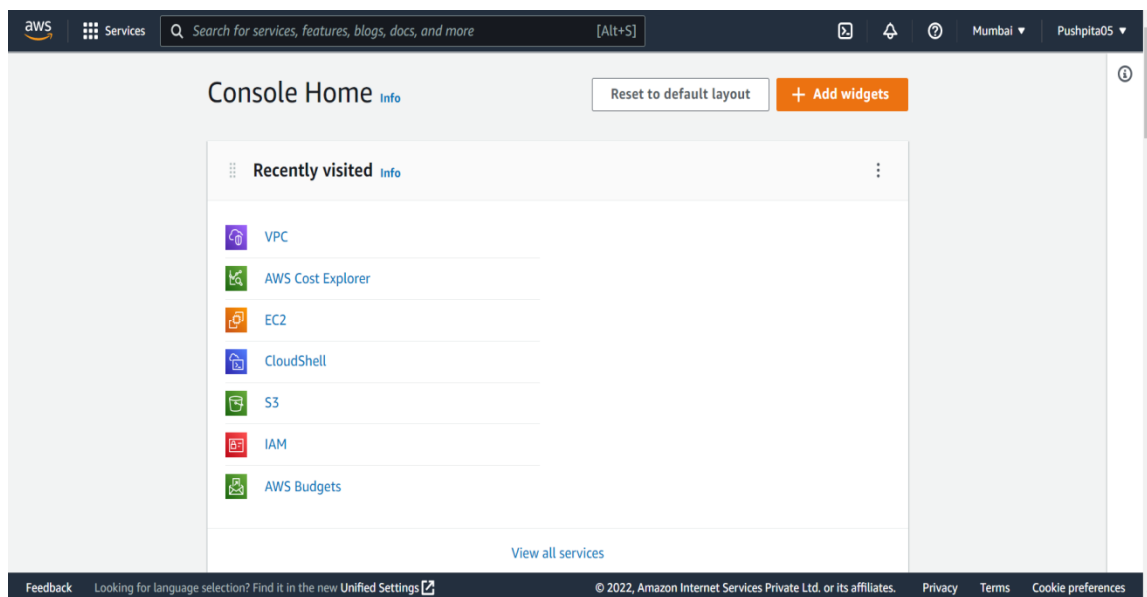 aws Services Search for services, features, blogs, docs, and more [Alt+S] Mumbai ▼ Pushpita05 ▼
Console Home Info Reset to default layout + Add widgets
Recently visited Info
VPC
AWS Cost Explorer
EC2
CloudShell
S3
IAM
AWS Budgets
View all services
Feedback Looking for language selection? Find it in the new Unified Settings © 2022, Amazon Internet Services Private Ltd. or its affiliates. Privacy Terms Cookie preferences